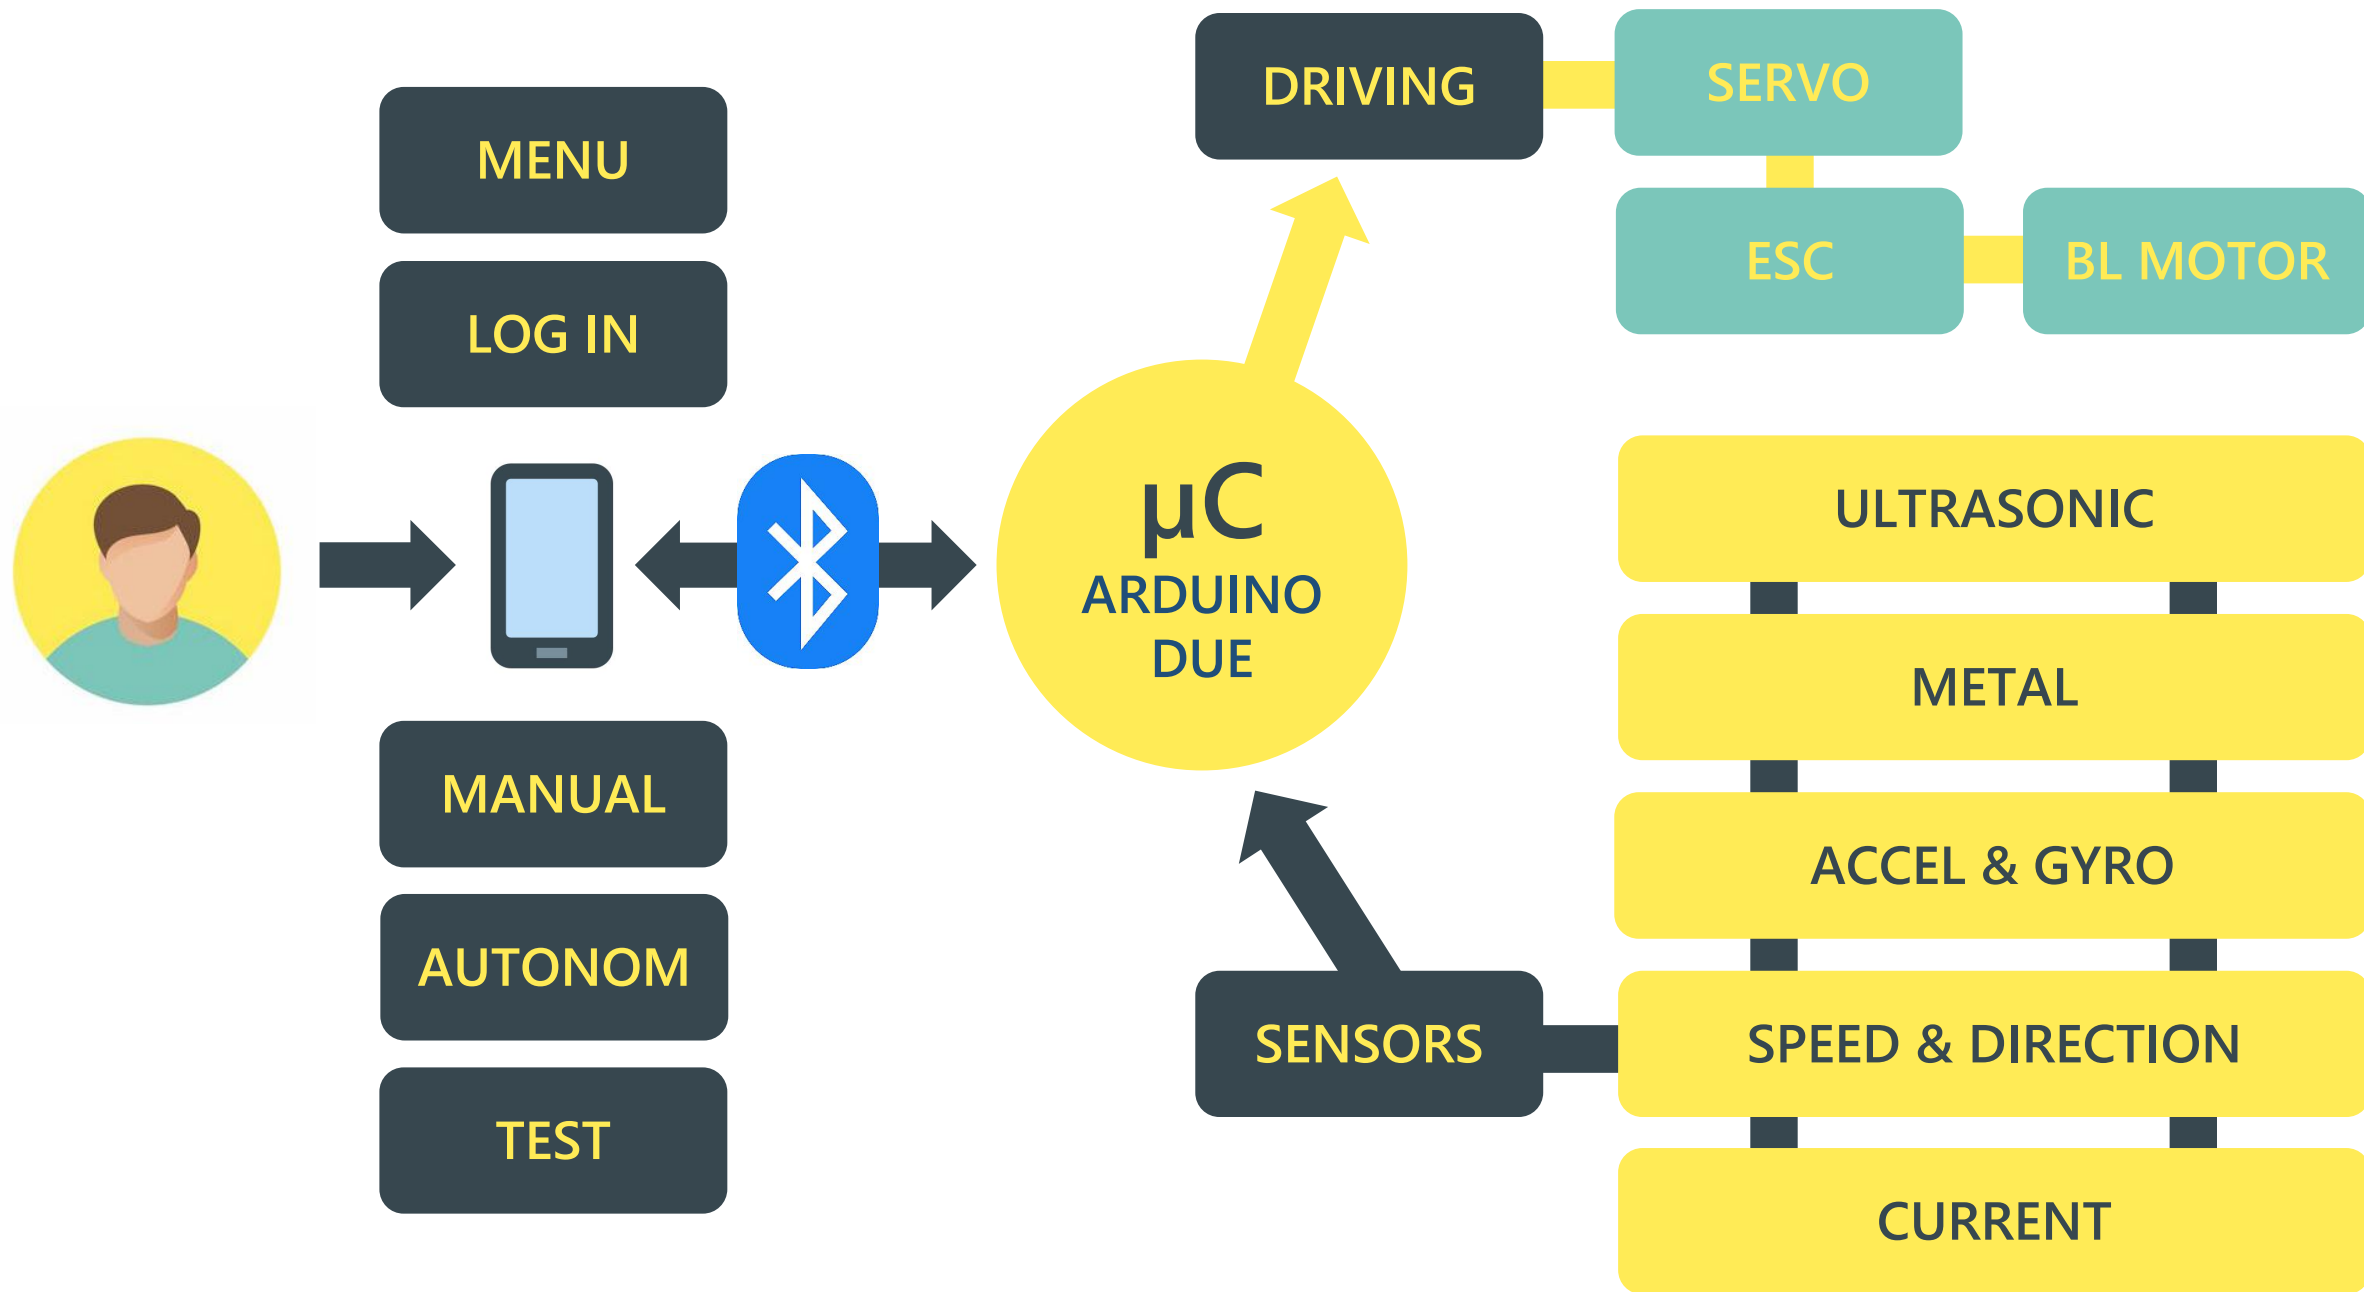 MENU
LOG IN
MANUAL
AUTONOM
TEST
µC
ARDUINO
DUE
DRIVING
SERVO
ESC
BL MOTOR
SENSORS
ULTRASONIC
METAL
ACCEL & GYRO
SPEED & DIRECTION
CURRENT